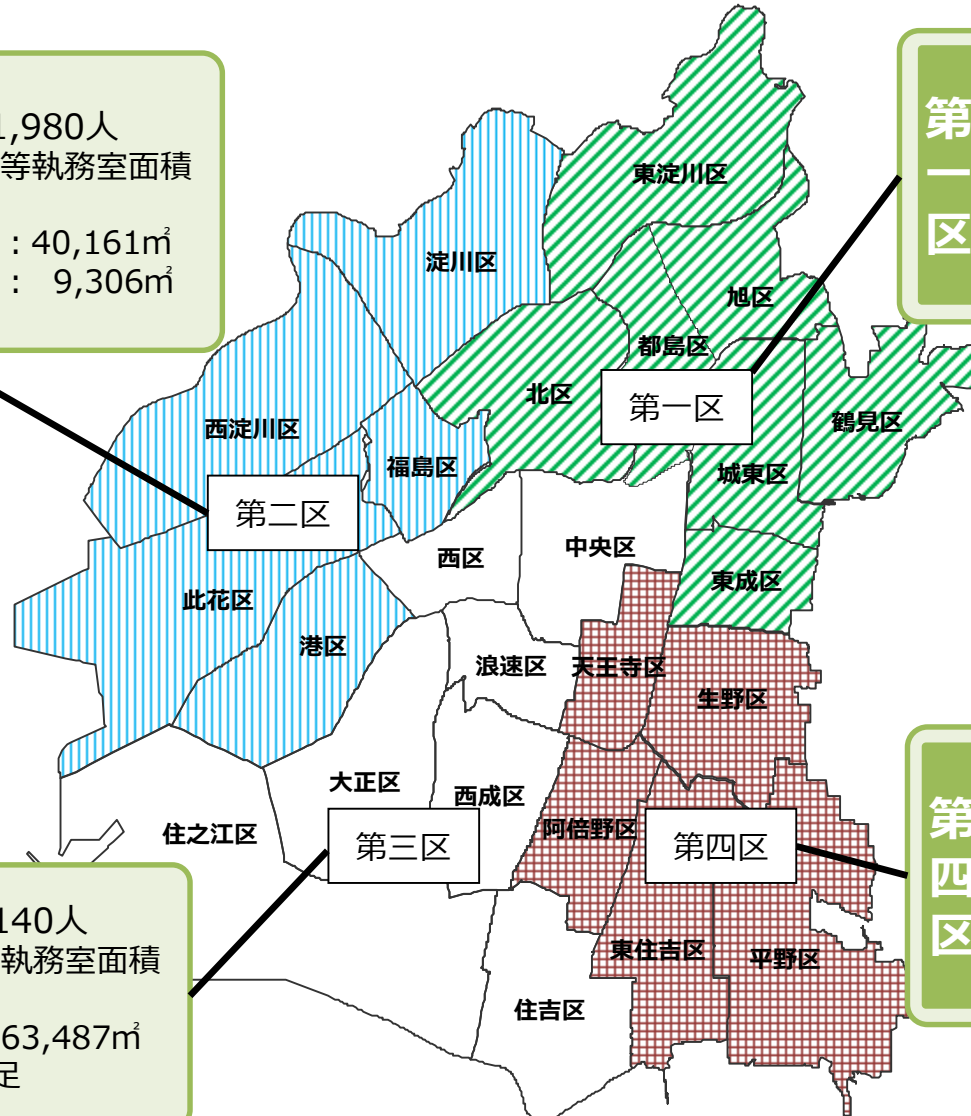 1,980人
等執務室面積
：40,161㎡
： 9,306㎡
第
一
区
東淀川区
淀川区
旭区
都島区
北区
第一区
鶴見区
西淀川区
福島区
城東区
第二区
中央区
西区
東成区
此花区
港区
浪速区
天王寺区
生野区
大正区
西成区
住之江区
阿倍野区
第三区
第四区
第
四
区
140人
執務室面積
63,487㎡
足
東住吉区
平野区
住吉区